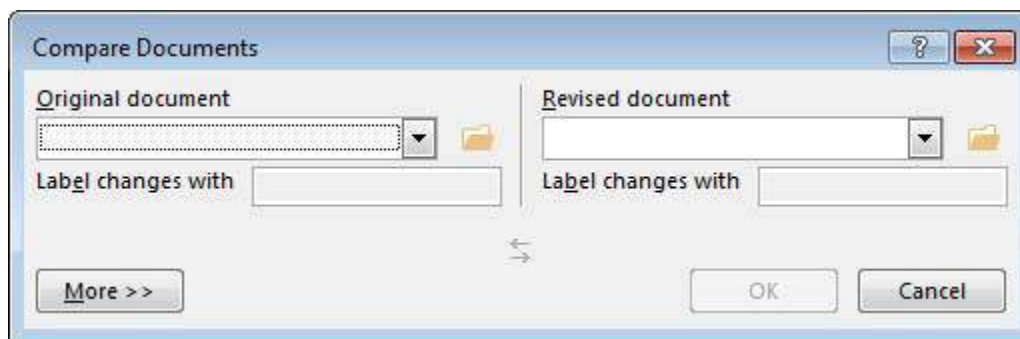 Compare Documents
Original document
Revised document
Label changes with
Label changes with
More >>
OK
Cancel